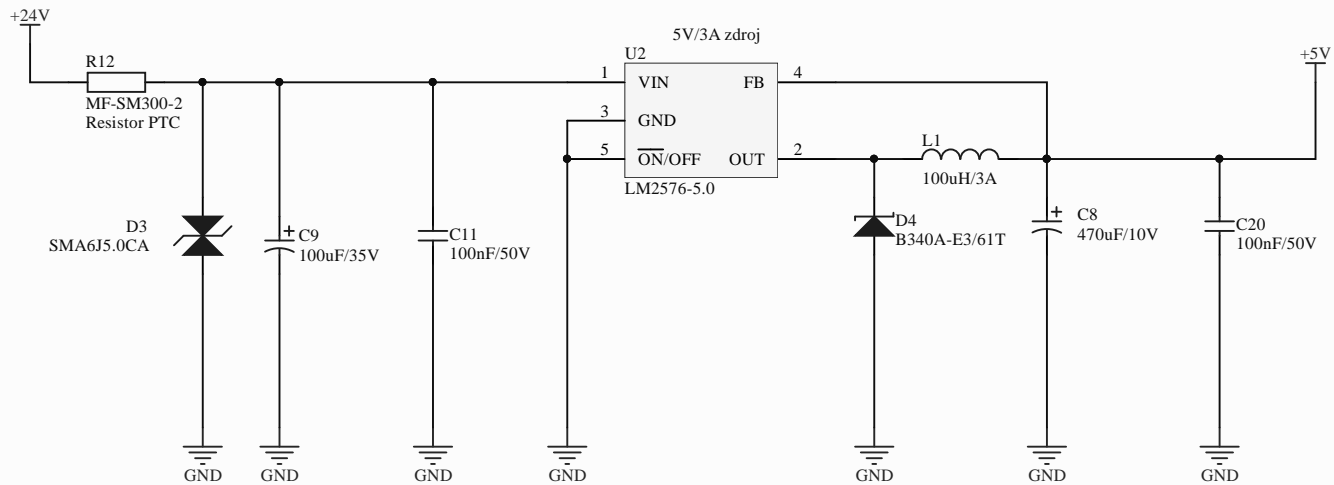 +24V
5V/3A zdroj
R12
U2
+5V
1
VIN
FB
4
MF-SM300-2
Resistor PTC
3
GND
5
ON/OFF
OUT
2
L1
LM2576-5.0
100uH/3A
D3
SMA6J5.0CA
C9
100uF/35V
C11
100nF/50V
D4
B340A-E3/61T
C8
470uF/10V
C20
100nF/50V
GND
GND
GND
GND
GND
GND
GND